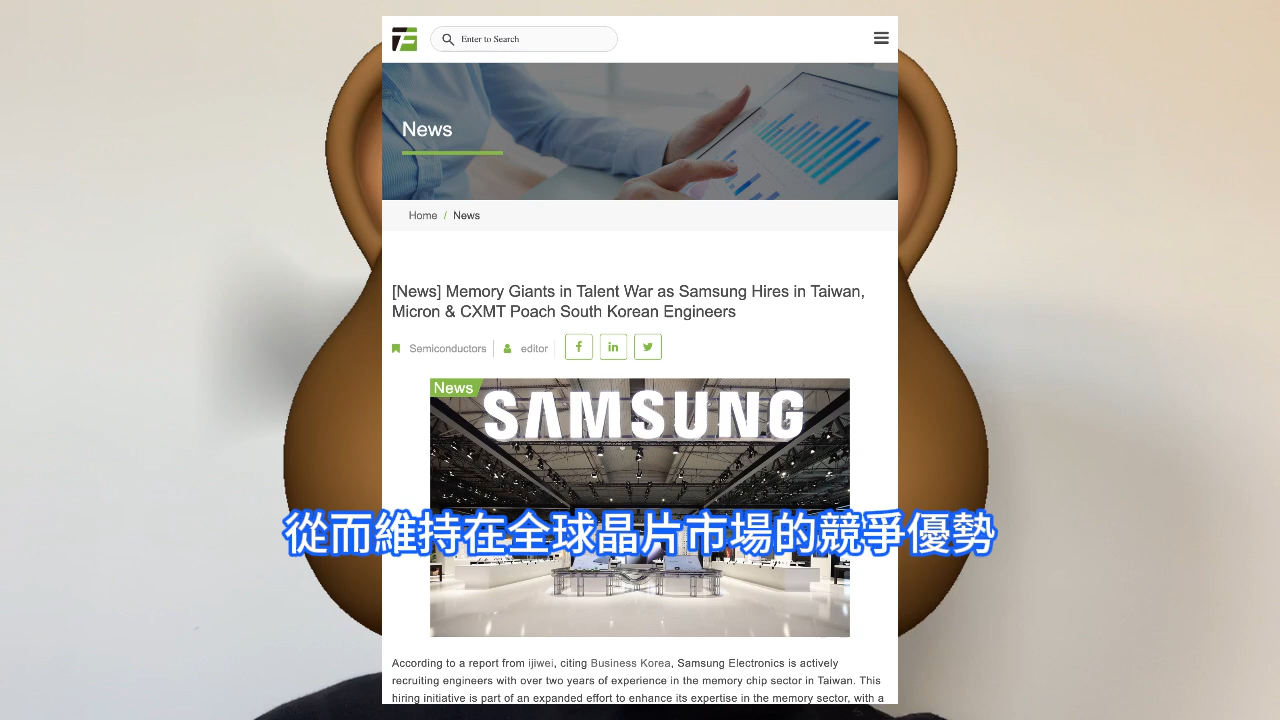 Enter to Search
News
Home / News
[News] Memory Giants in Talent War as Samsung Hires in Taiwan,
Micron & CXMT Poach South Korean Engineers
Semiconductors editor
News
SAMSUNG
從而維持在全球晶片市場的競爭優勢
According to a report from ijiwei, citing Business Korea, Samsung Electronics is actively
recruiting engineers with over two years of experience in the memory chip sector in Taiwan. This
hiring initiative is part of an expanded effort to enhance its expertise in the memory sector, with a